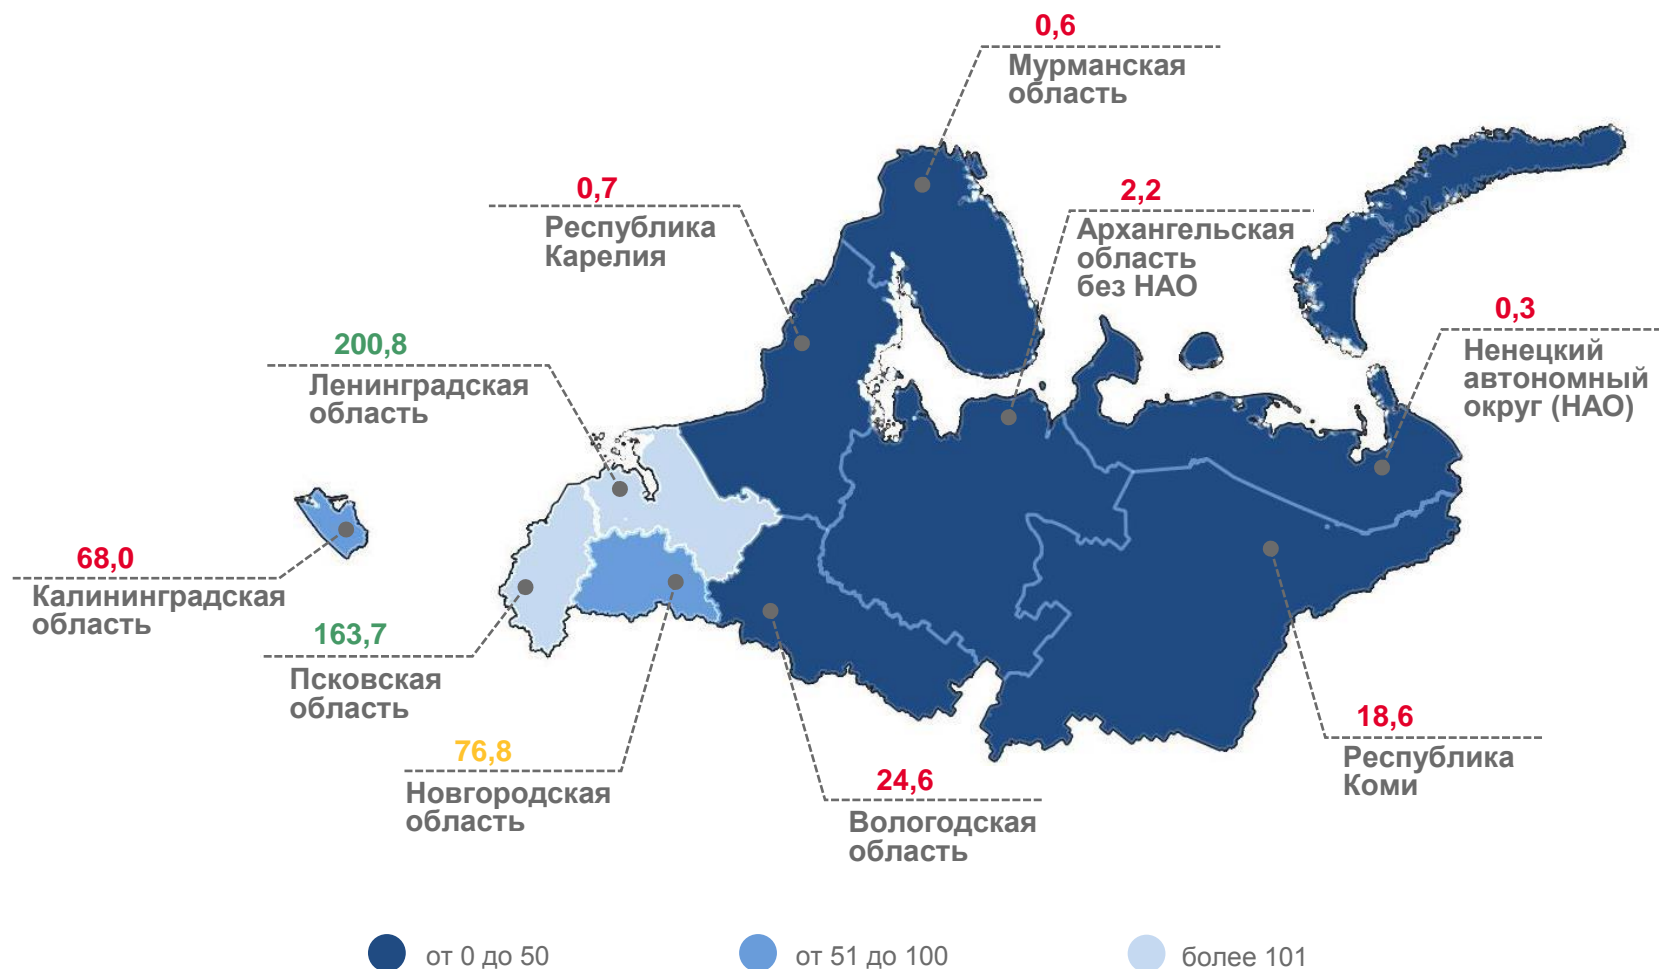 0,6
Мурманская
область
0,7
Республика
Карелия
2,2
Архангельская
область
без НАО
0,3
Ненецкий
автономный
округ (НАО)
200,8
Ленинградская
область
68,0
Калининградская
область
163,7
Псковская
область
76,8
Новгородская
область
24,6
Вологодская
область
18,6
Республика
Коми
от 0 до 50
от 51 до 100
более 101